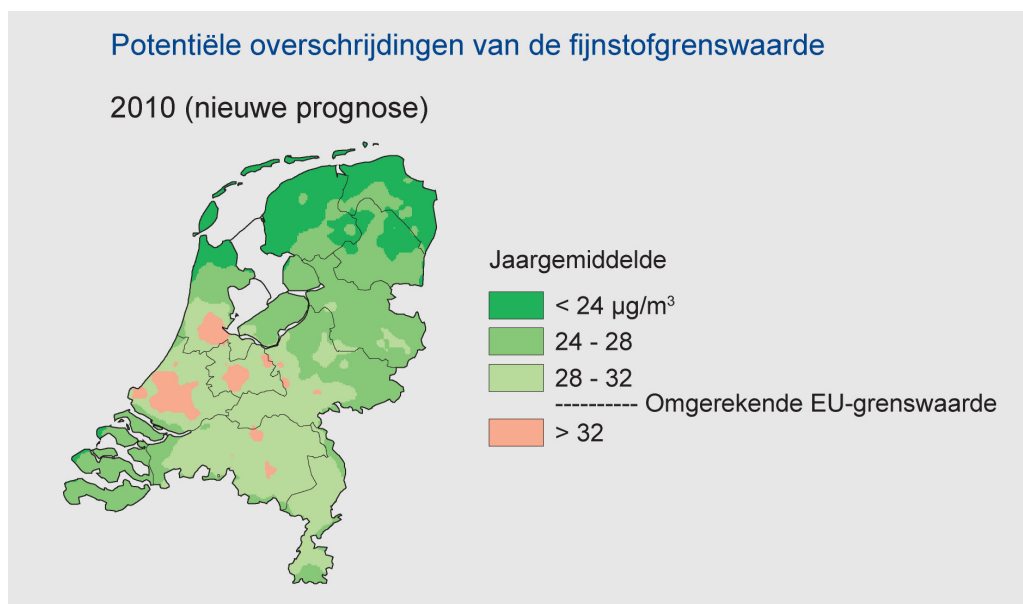 Potentiële overschrijdingen van de fijnstofgrenswaarde
2010 (nieuwe prognose)
Jaargemiddelde
< 24 µg/m³
24 - 28
28 - 32
---------- Omgerekende EU-grenswaarde
> 32